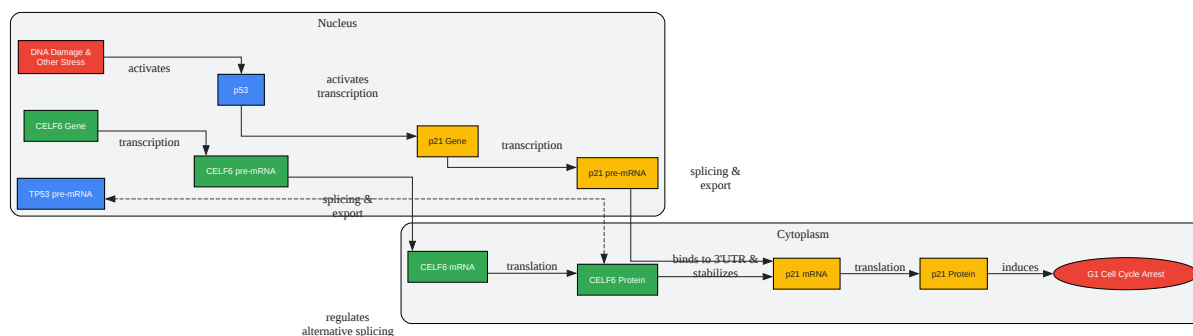 Nucleus
DNA Damage &
Other Stress
activates
p53
activates
transcription
CELF6 Gene
transcription
p21 Gene
transcription
CELF6 pre-mRNA
p21 pre-mRNA
splicing &
export
TP53 pre-mRNA
splicing &
export
Cytoplasm
CELF6 mRNA
translation
CELF6 Protein
binds to 3'UTR &
stabilizes
p21 mRNA
translation
p21 Protein
induces
G1 Cell Cycle Arrest
regulates
alternative splicing